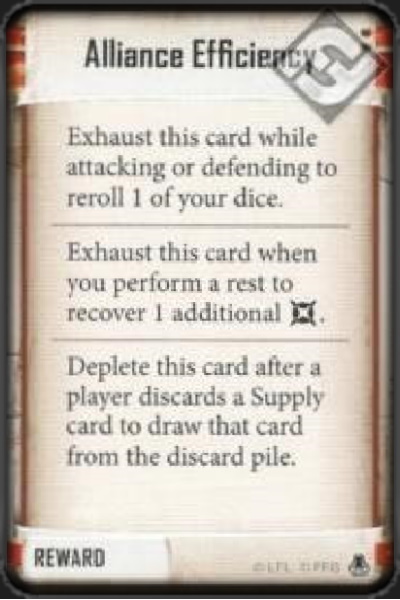 Alliance Efficiency
Exhaust this card while
attacking or defending to
reroll 1 of your dice.
Exhaust this card when
you perform a rest to
recover 1 additional .
Deplete this card after a
player discards a Supply
card to draw that card
from the discard pile.
REWARD
©LFL ©FFG